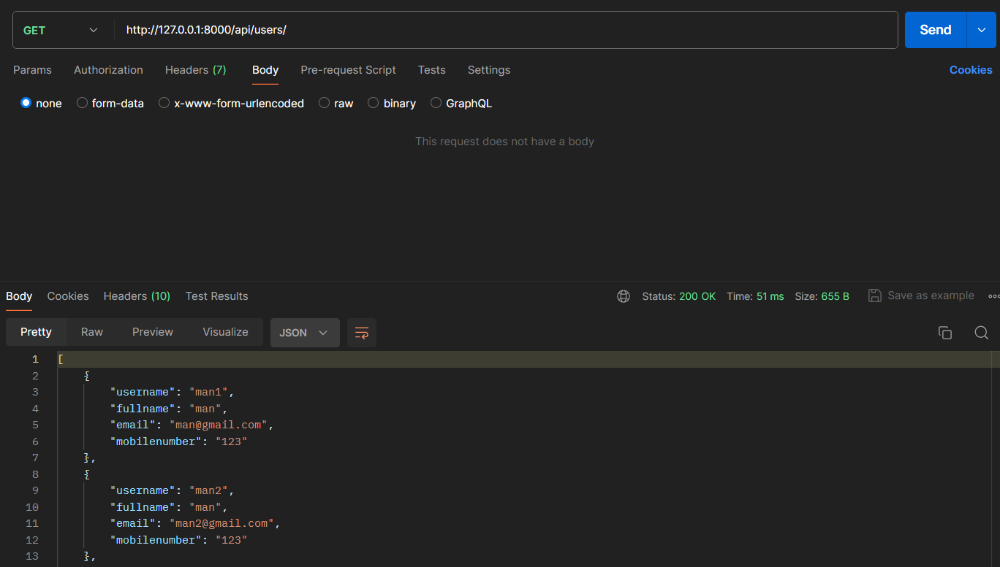 GET http://127.0.0.1:8000/api/users/ Send
Params Authorization Headers (7) Body Pre-request Script Tests Settings Cookies
none form-data x-www-form-urlencoded raw binary GraphQL
This request does not have a body
Body Cookies Headers (10) Test Results Status: 200 OK Time: 51 ms Size: 655 B Save as example
Pretty Raw Preview Visualize JSON
1 [
2 {
3 "username": "man1",
4 "fullname": "man",
5 "email": "man@gmail.com",
6 "mobilenumber": "123"
7 },
8 {
9 "username": "man2",
10 "fullname": "man",
11 "email": "man2@gmail.com",
12 "mobilenumber": "123"
13 },